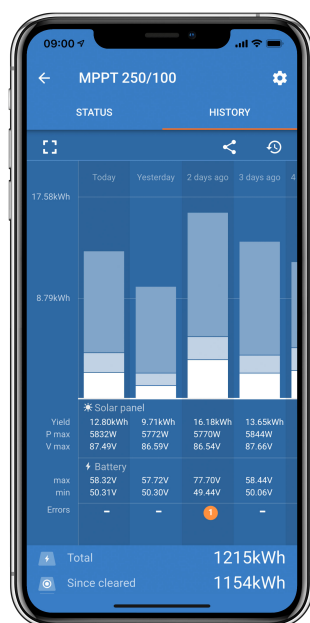 09:00
MPPT 250/100
STATUS HISTORY
Today Yesterday 2 days ago 3 days ago 4
17.58kWh
8.79kWh
Solar panel
Yield 12.80kWh 9.71kWh 16.18kWh 13.65kWh
P max 5832W 5772W 5770W 5844W
V max 87.49V 86.59V 86.54V 87.66V
Battery
max 58.32V 57.72V 77.70V 58.44V
min 50.31V 50.30V 49.44V 50.06V
Errors – – 1 –
Total 1215kWh
Since cleared 1154kWh